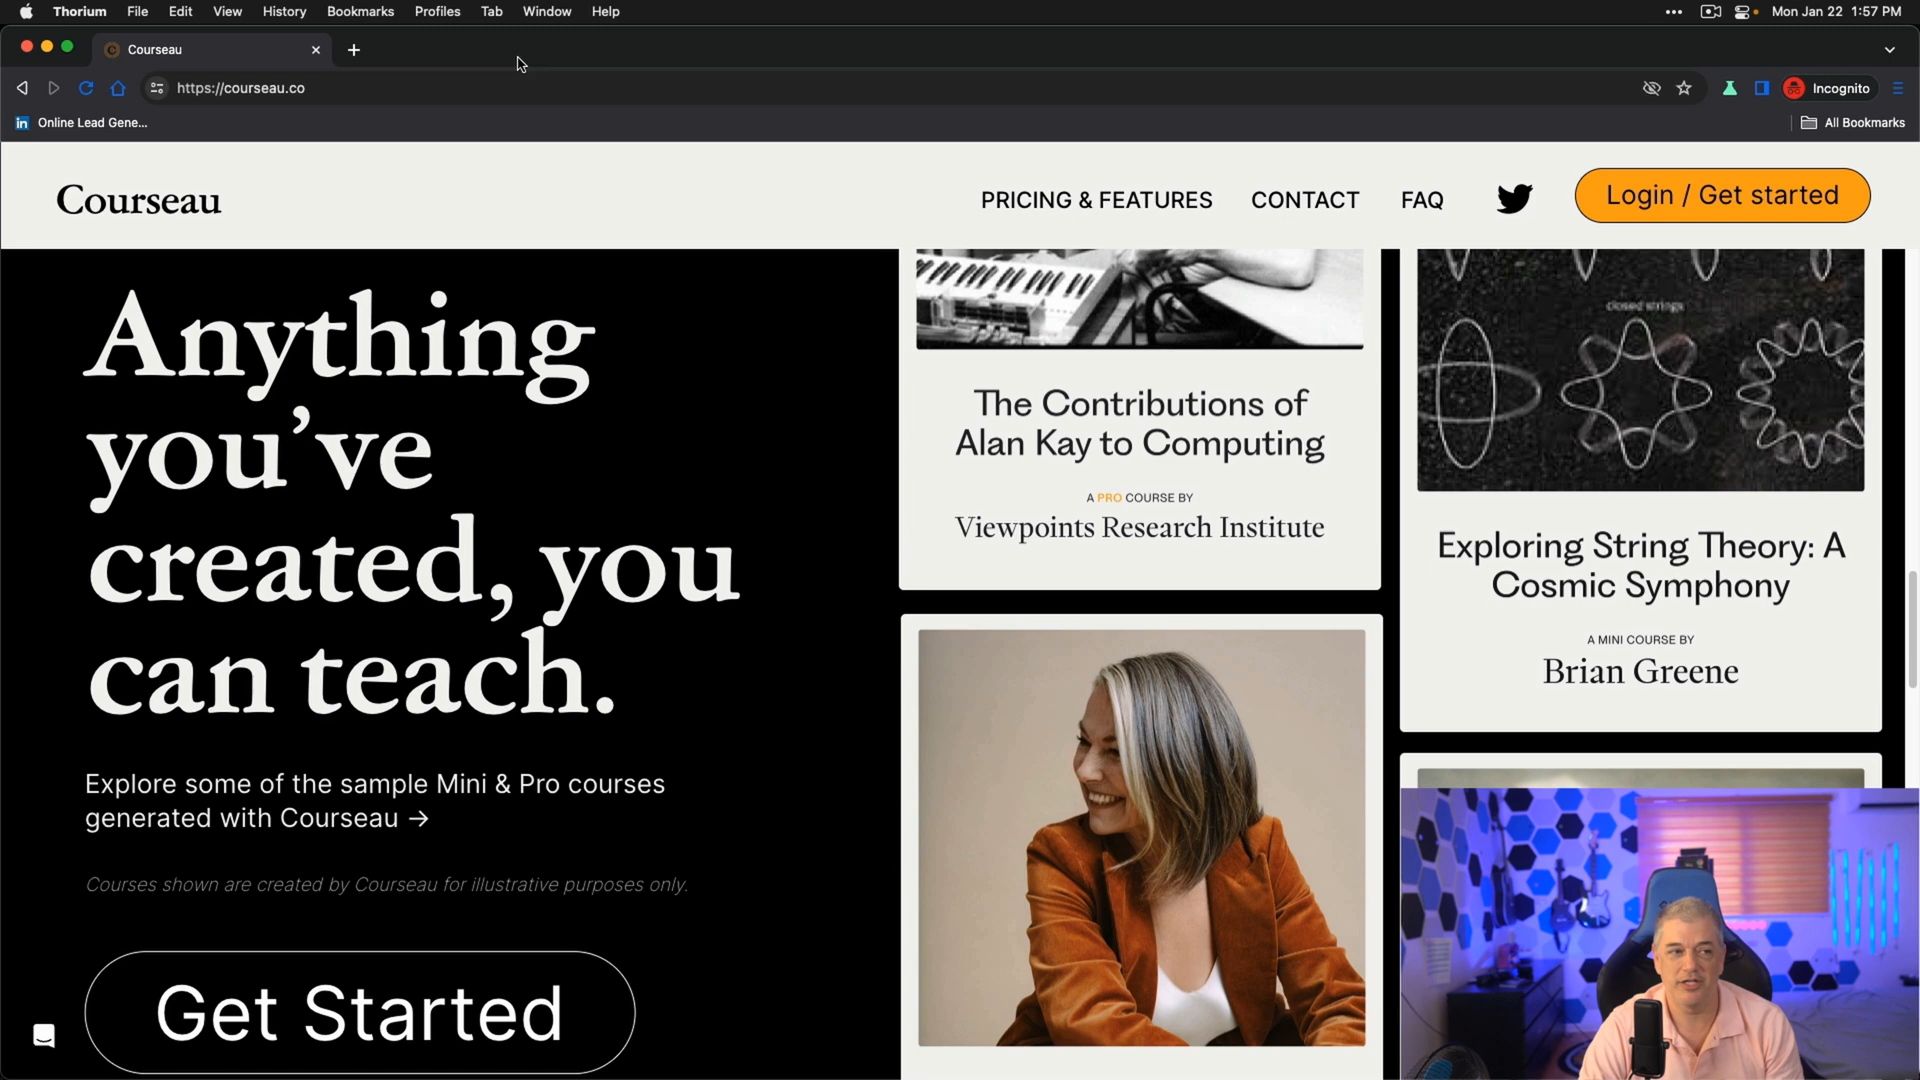 Thorium File Edit View History Bookmarks Profiles Tab Window Help
Mon Jan 22 1:57 PM
Courseau
https://courseau.co
Incognito
Online Lead Gene...
All Bookmarks
Courseau
PRICING & FEATURES CONTACT FAQ
Login / Get started
Anything
you’ve
created, you
can teach.
Explore some of the sample Mini & Pro courses
generated with Courseau →
Courses shown are created by Courseau for illustrative purposes only.
Get Started
The Contributions of
Alan Kay to Computing
A PRO COURSE BY
Viewpoints Research Institute
closed strings
Exploring String Theory: A
Cosmic Symphony
A MINI COURSE BY
Brian Greene